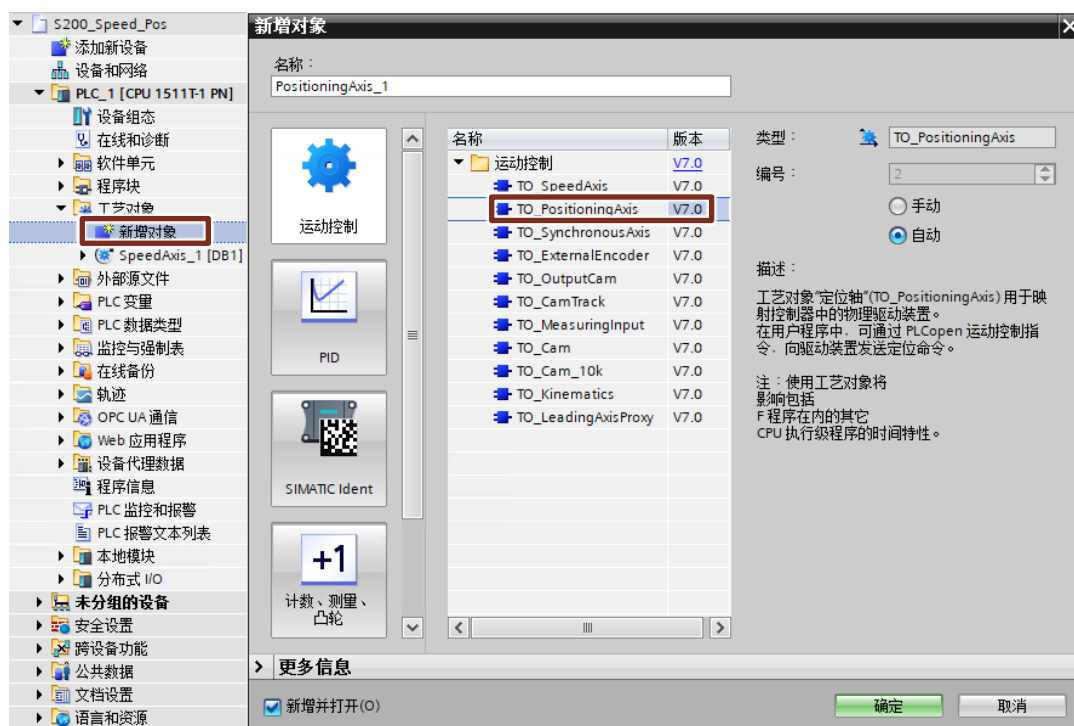 S200_Speed_Pos
添加新设备
设备和网络
PLC_1 [CPU 1511T-1 PN]
设备组态
在线和诊断
软件单元
程序块
工艺对象
新增对象
SpeedAxis_1 [DB1]
外部源文件
PLC 变量
PLC 数据类型
监控与强制表
在线备份
轨迹
OPC UA 通信
Web 应用程序
设备代理数据
程序信息
PLC 监控和报警
PLC 报警文本列表
本地模块
分布式 I/O
未分组的设备
安全设置
跨设备功能
公共数据
文档设置
语言和资源
新增对象
名称：
PositioningAxis_1
运动控制
PID
SIMATIC Ident
+1
计数、测量、
凸轮
名称 版本
运动控制 V7.0
TO_SpeedAxis V7.0
TO_PositioningAxis V7.0
TO_SynchronousAxis V7.0
TO_ExternalEncoder V7.0
TO_OutputCam V7.0
TO_CamTrack V7.0
TO_MeasuringInput V7.0
TO_Cam V7.0
TO_Cam_10k V7.0
TO_Kinematics V7.0
TO_LeadingAxisProxy V7.0
类型： TO_PositioningAxis
编号： 2
手动
自动
描述：
工艺对象“定位轴”(TO_PositioningAxis) 用于映
射控制器中的物理驱动装置。
在用户程序中，可通过 PLCopen 运动控制指
令，向驱动装置发送定位命令。
注：使用工艺对象将
影响包括
F 程序在内的其它
CPU 执行级程序的时间特性。
更多信息
新增并打开(O)
确定
取消